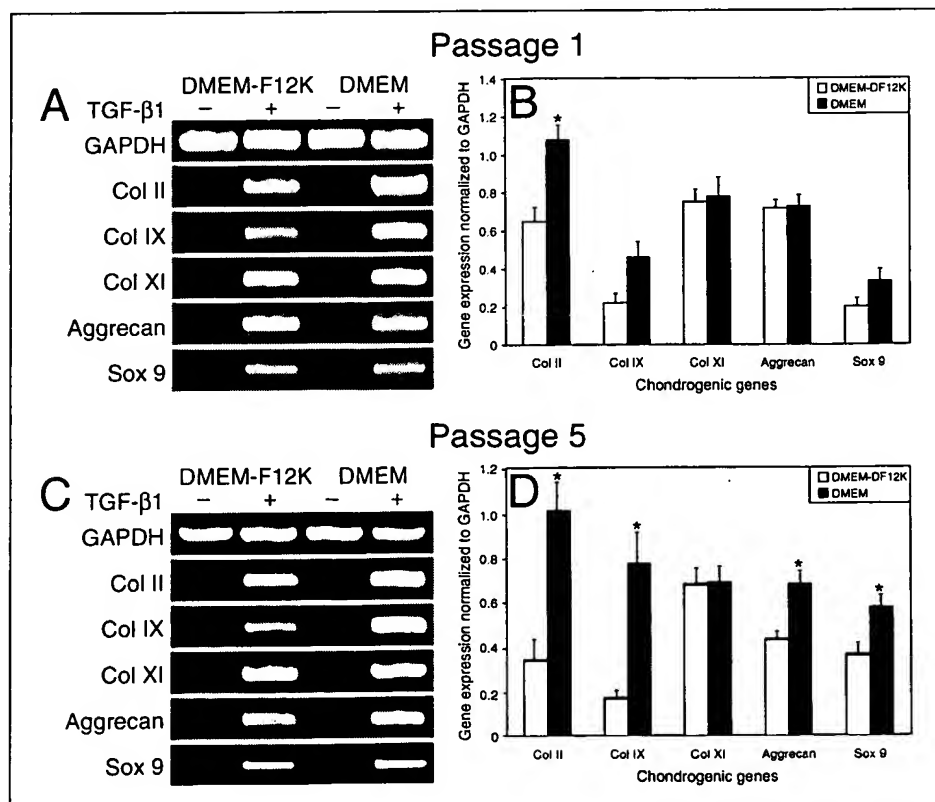 Passage 1
A
DMEM-F12K DMEM
TGF-β1 – + – +
GAPDH
Col II
Col IX
Col XI
Aggrecan
Sox 9
B
DMEM-DF12K
DMEM
Gene expression normalized to GAPDH
1.4
1.2
1.0
0.8
0.6
0.4
0.2
0
*
Col II Col IX Col XI Aggrecan Sox 9
Chondrogenic genes
Passage 5
C
DMEM-F12K DMEM
TGF-β1 – + – +
GAPDH
Col II
Col IX
Col XI
Aggrecan
Sox 9
D
DMEM-DF12K
DMEM
Gene expression normalized to GAPDH
1.2
1.0
0.8
0.6
0.4
0.2
0
* * * *
Col II Col IX Col XI Aggrecan Sox 9
Chondrogenic genes